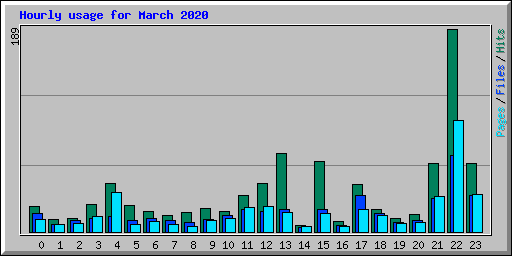 Hourly usage for March 2020
189
Pages / Files / Hits
0 1 2 3 4 5 6 7 8 9 10 11 12 13 14 15 16 17 18 19 20 21 22 23